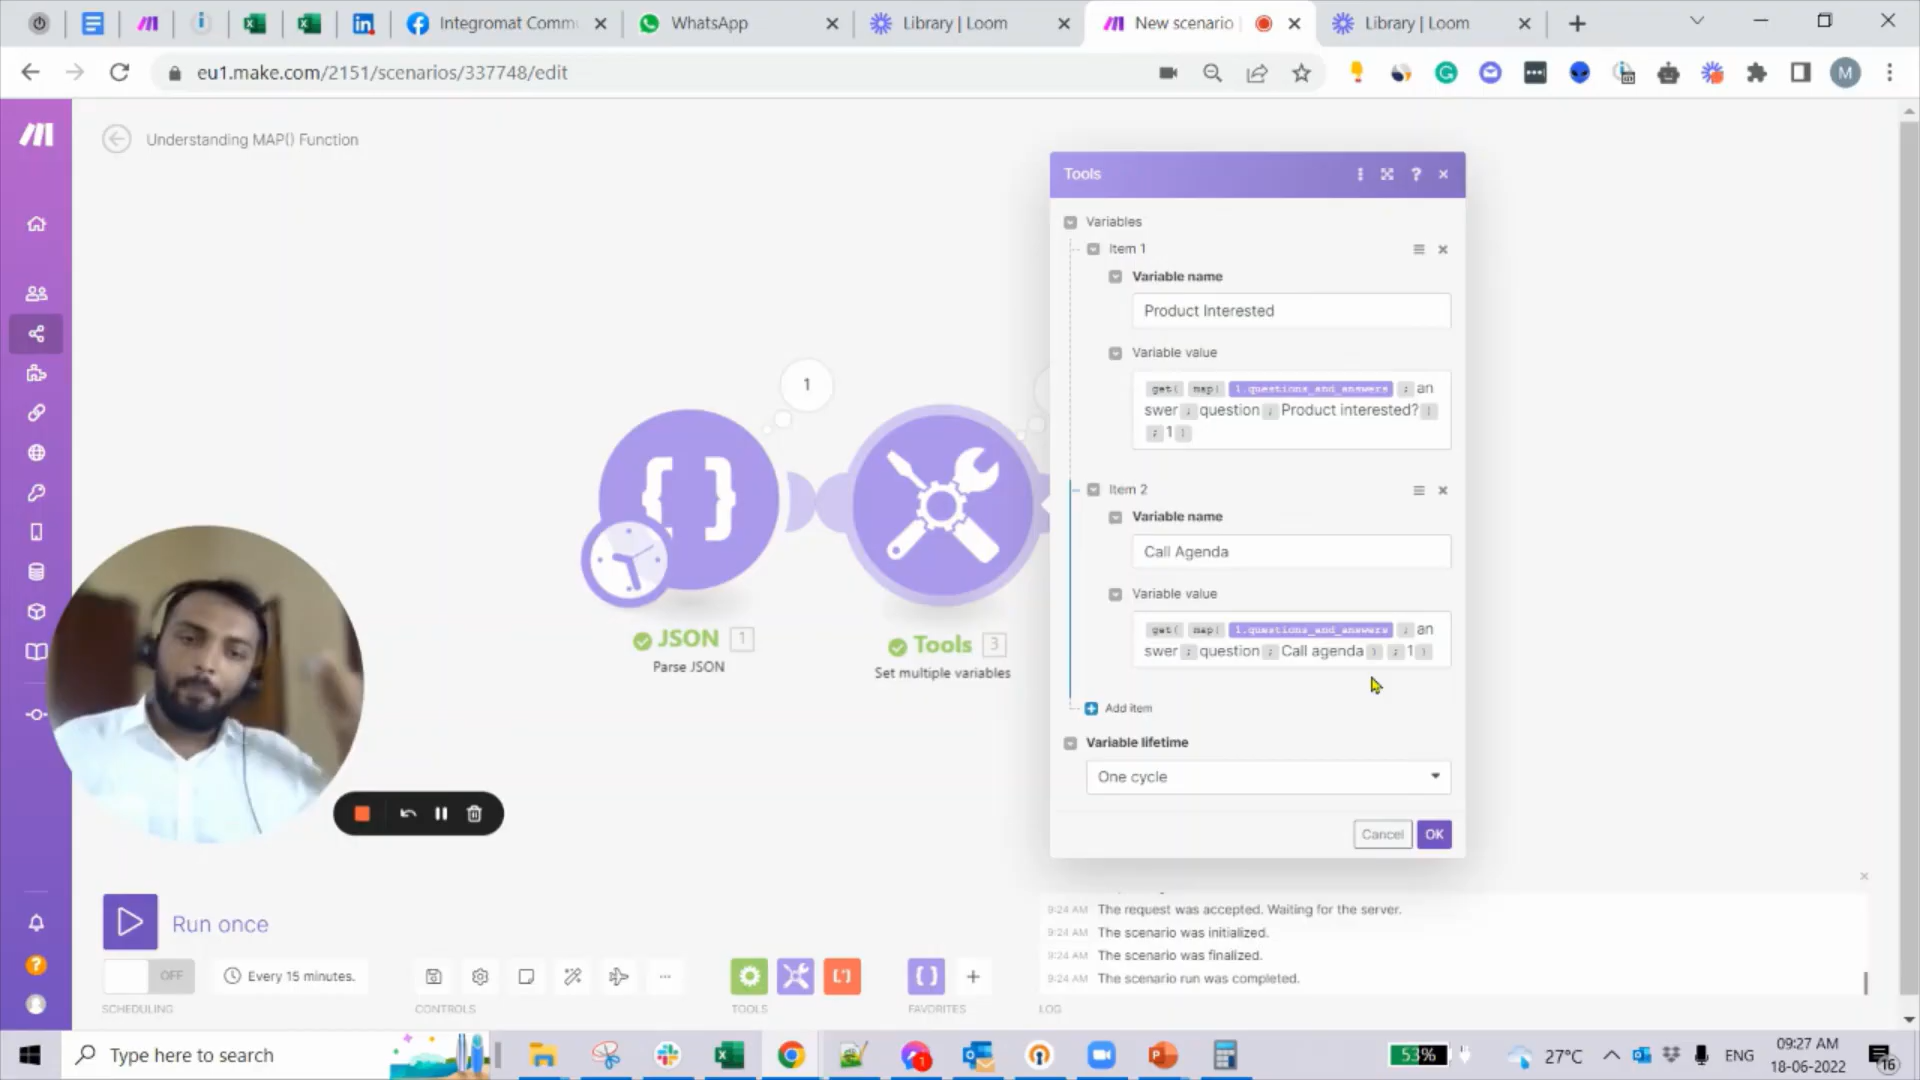 Integromat Commu
WhatsApp
Library | Loom
New scenario
Library | Loom
eu1.make.com/2151/scenarios/337748/edit
M
Understanding MAP() Function
Tools
Variables
Item 1
Variable name
Product Interested
Variable value
get( map( 1.questions_and_answers ; an
swer ; question ; Product interested? )
; 1 )
Item 2
Variable name
Call Agenda
Variable value
get( map( 1.questions_and_answers ; an
swer ; question ; Call agenda ) ; 1 )
Add item
Variable lifetime
One cycle
Cancel
OK
1
JSON 1
Parse JSON
Tools 3
Set multiple variables
Run once
OFF
Every 15 minutes.
SCHEDULING
CONTROLS
TOOLS
FAVORITES
LOG
9:24 AM The request was accepted. Waiting for the server.
9:24 AM The scenario was initialized.
9:24 AM The scenario was finalized.
9:24 AM The scenario run was completed.
Type here to search
53%
27°C
ENG
09:27 AM
18-06-2022
16